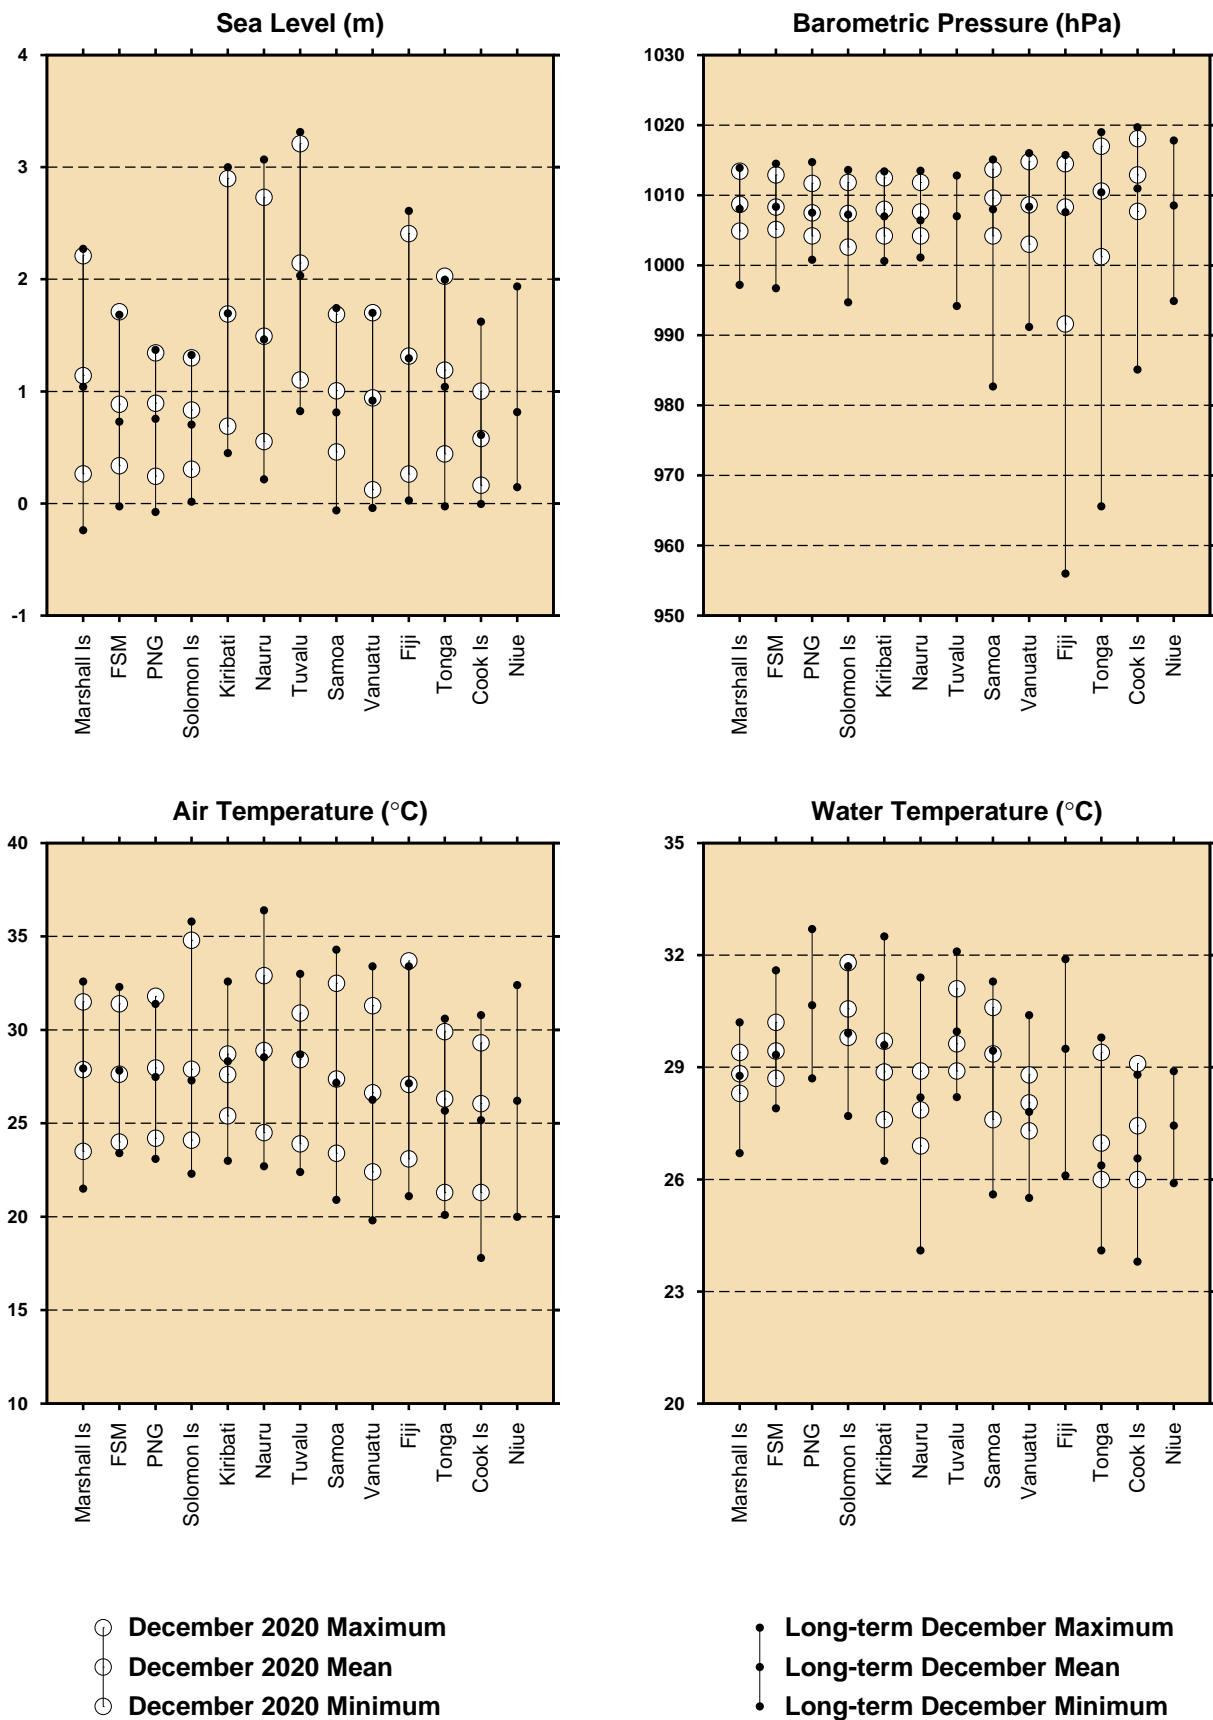 Sea Level (m)
4
3
2
1
0
-1
Marshall Is
FSM
PNG
Solomon Is
Kiribati
Nauru
Tuvalu
Samoa
Vanuatu
Fiji
Tonga
Cook Is
Niue
Barometric Pressure (hPa)
1030
1020
1010
1000
990
980
970
960
950
Marshall Is
FSM
PNG
Solomon Is
Kiribati
Nauru
Tuvalu
Samoa
Vanuatu
Fiji
Tonga
Cook Is
Niue
Air Temperature (°C)
40
35
30
25
20
15
10
Marshall Is
FSM
PNG
Solomon Is
Kiribati
Nauru
Tuvalu
Samoa
Vanuatu
Fiji
Tonga
Cook Is
Niue
Water Temperature (°C)
35
32
29
26
23
20
Marshall Is
FSM
PNG
Solomon Is
Kiribati
Nauru
Tuvalu
Samoa
Vanuatu
Fiji
Tonga
Cook Is
Niue
December 2020 Maximum
December 2020 Mean
December 2020 Minimum
Long-term December Maximum
Long-term December Mean
Long-term December Minimum